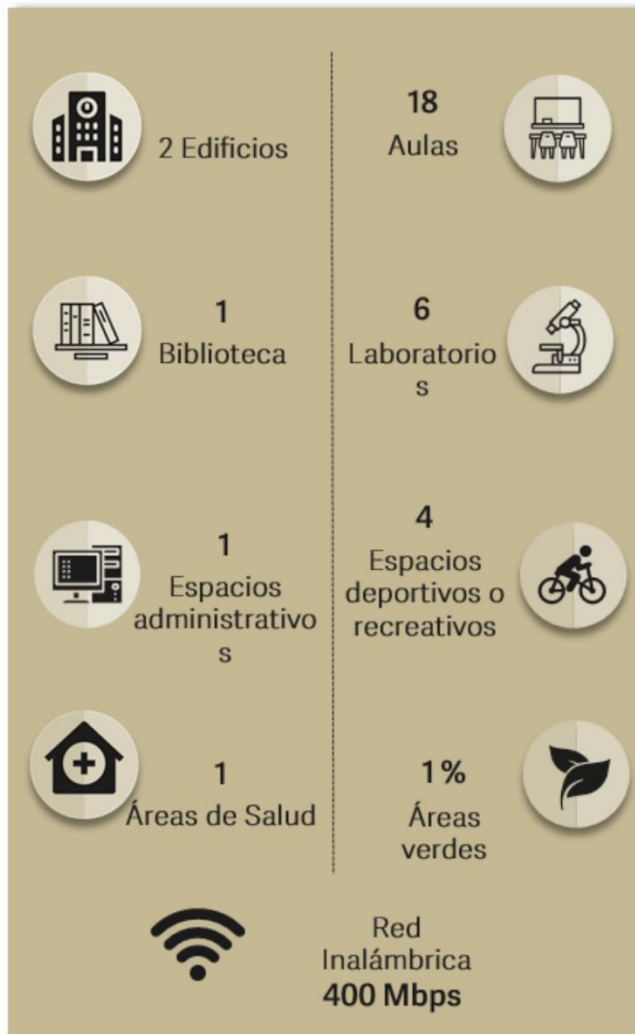 2 Edificios
18
Aulas
1
Biblioteca
6
Laboratorio
s
1
Espacios
administrativo
s
4
Espacios
deportivos o
recreativos
1
Áreas de Salud
1%
Áreas
verdes
Red
Inalámbrica
400 Mbps